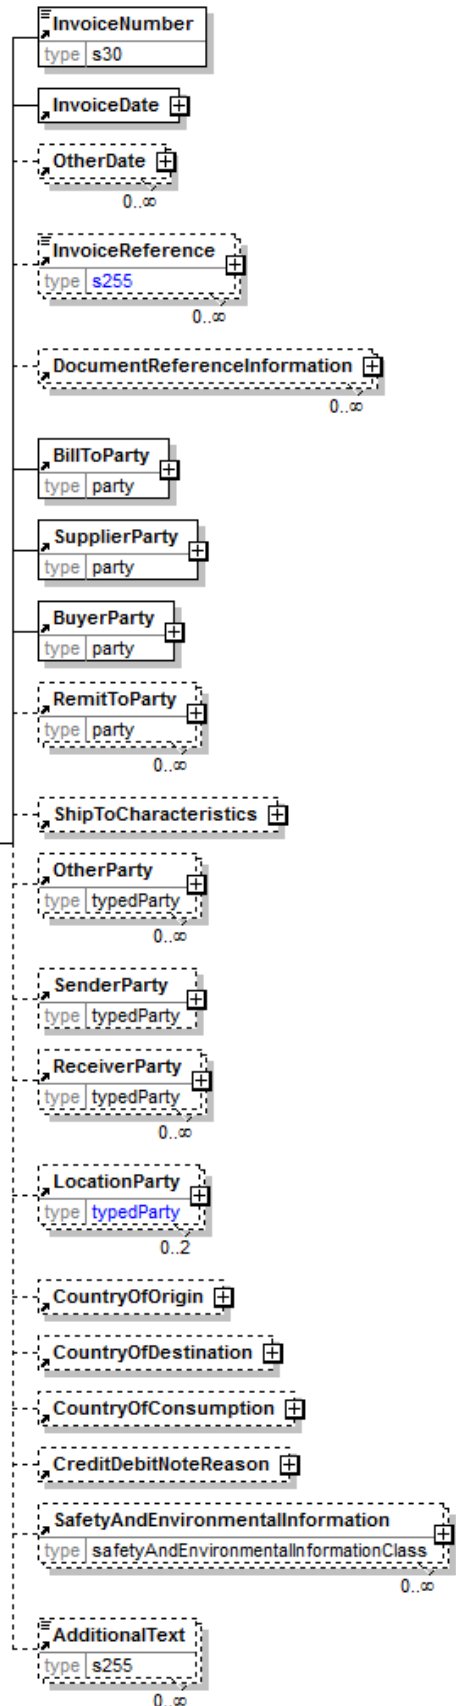 InvoiceNumber
type s30
InvoiceDate
OtherDate
0..∞
InvoiceReference
type s255
0..∞
DocumentReferenceInformation
0..∞
BillToParty
type party
SupplierParty
type party
BuyerParty
type party
RemitToParty
type party
0..∞
ShipToCharacteristics
OtherParty
type typedParty
0..∞
SenderParty
type typedParty
ReceiverParty
type typedParty
0..∞
LocationParty
type typedParty
0..2
CountryOfOrigin
CountryOfDestination
CountryOfConsumption
CreditDebitNoteReason
SafetyAndEnvironmentalInformation
type safetyAndEnvironmentalInformationClass
0..∞
AdditionalText
type s255
0..∞